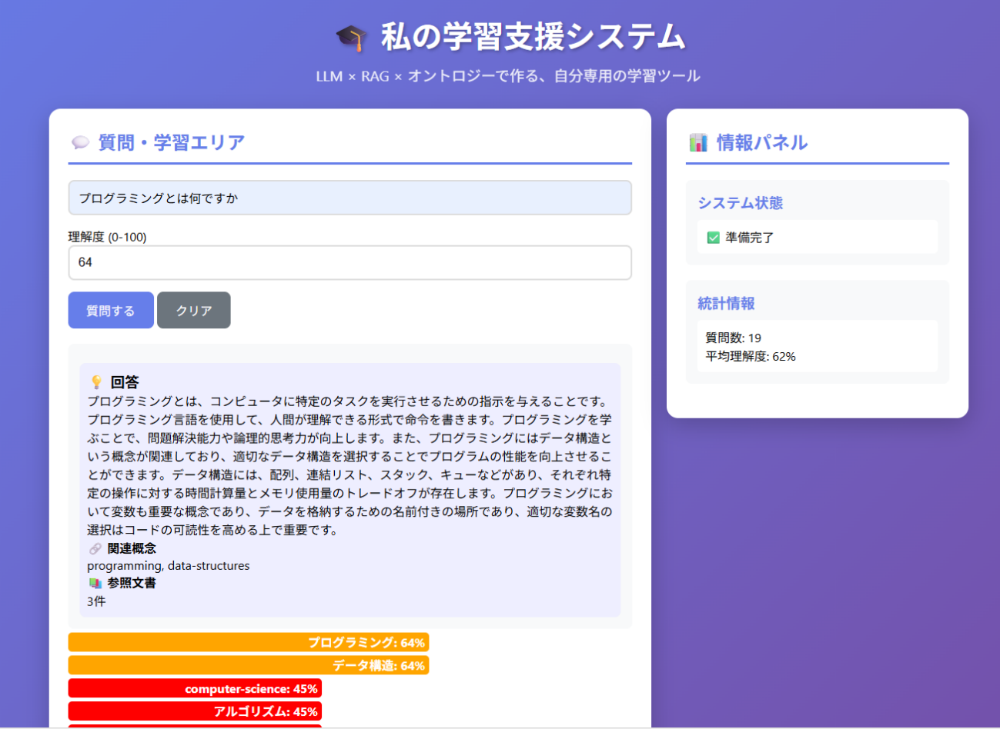 🎓 私の学習支援システム
LLM × RAG × オントロジーで作る、自分専用の学習ツール
💬 質問・学習エリア
プログラミングとは何ですか
理解度 (0-100)
64
質問する クリア
💡 回答
プログラミングとは、コンピュータに特定のタスクを実行させるための指示を与えることです。
プログラミング言語を使用して、人間が理解できる形式で命令を書きます。プログラミングを学
ぶことで、問題解決能力や論理的思考力が向上します。また、プログラミングにはデータ構造と
いう概念が関連しており、適切なデータ構造を選択することでプログラムの性能を向上させるこ
とができます。データ構造には、配列、連結リスト、スタック、キューなどがあり、それぞれ特
定の操作に対する時間計算量とメモリ使用量のトレードオフが存在します。プログラミングにお
いて変数も重要な概念であり、データを格納するための名前付きの場所であり、適切な変数名の
選択はコードの可読性を高める上で重要です。
🔗 関連概念
programming, data-structures
📚 参照文書
3件
プログラミング: 64%
データ構造: 64%
computer-science: 45%
アルゴリズム: 45%
📊 情報パネル
システム状態
✅ 準備完了
統計情報
質問数: 19
平均理解度: 62%